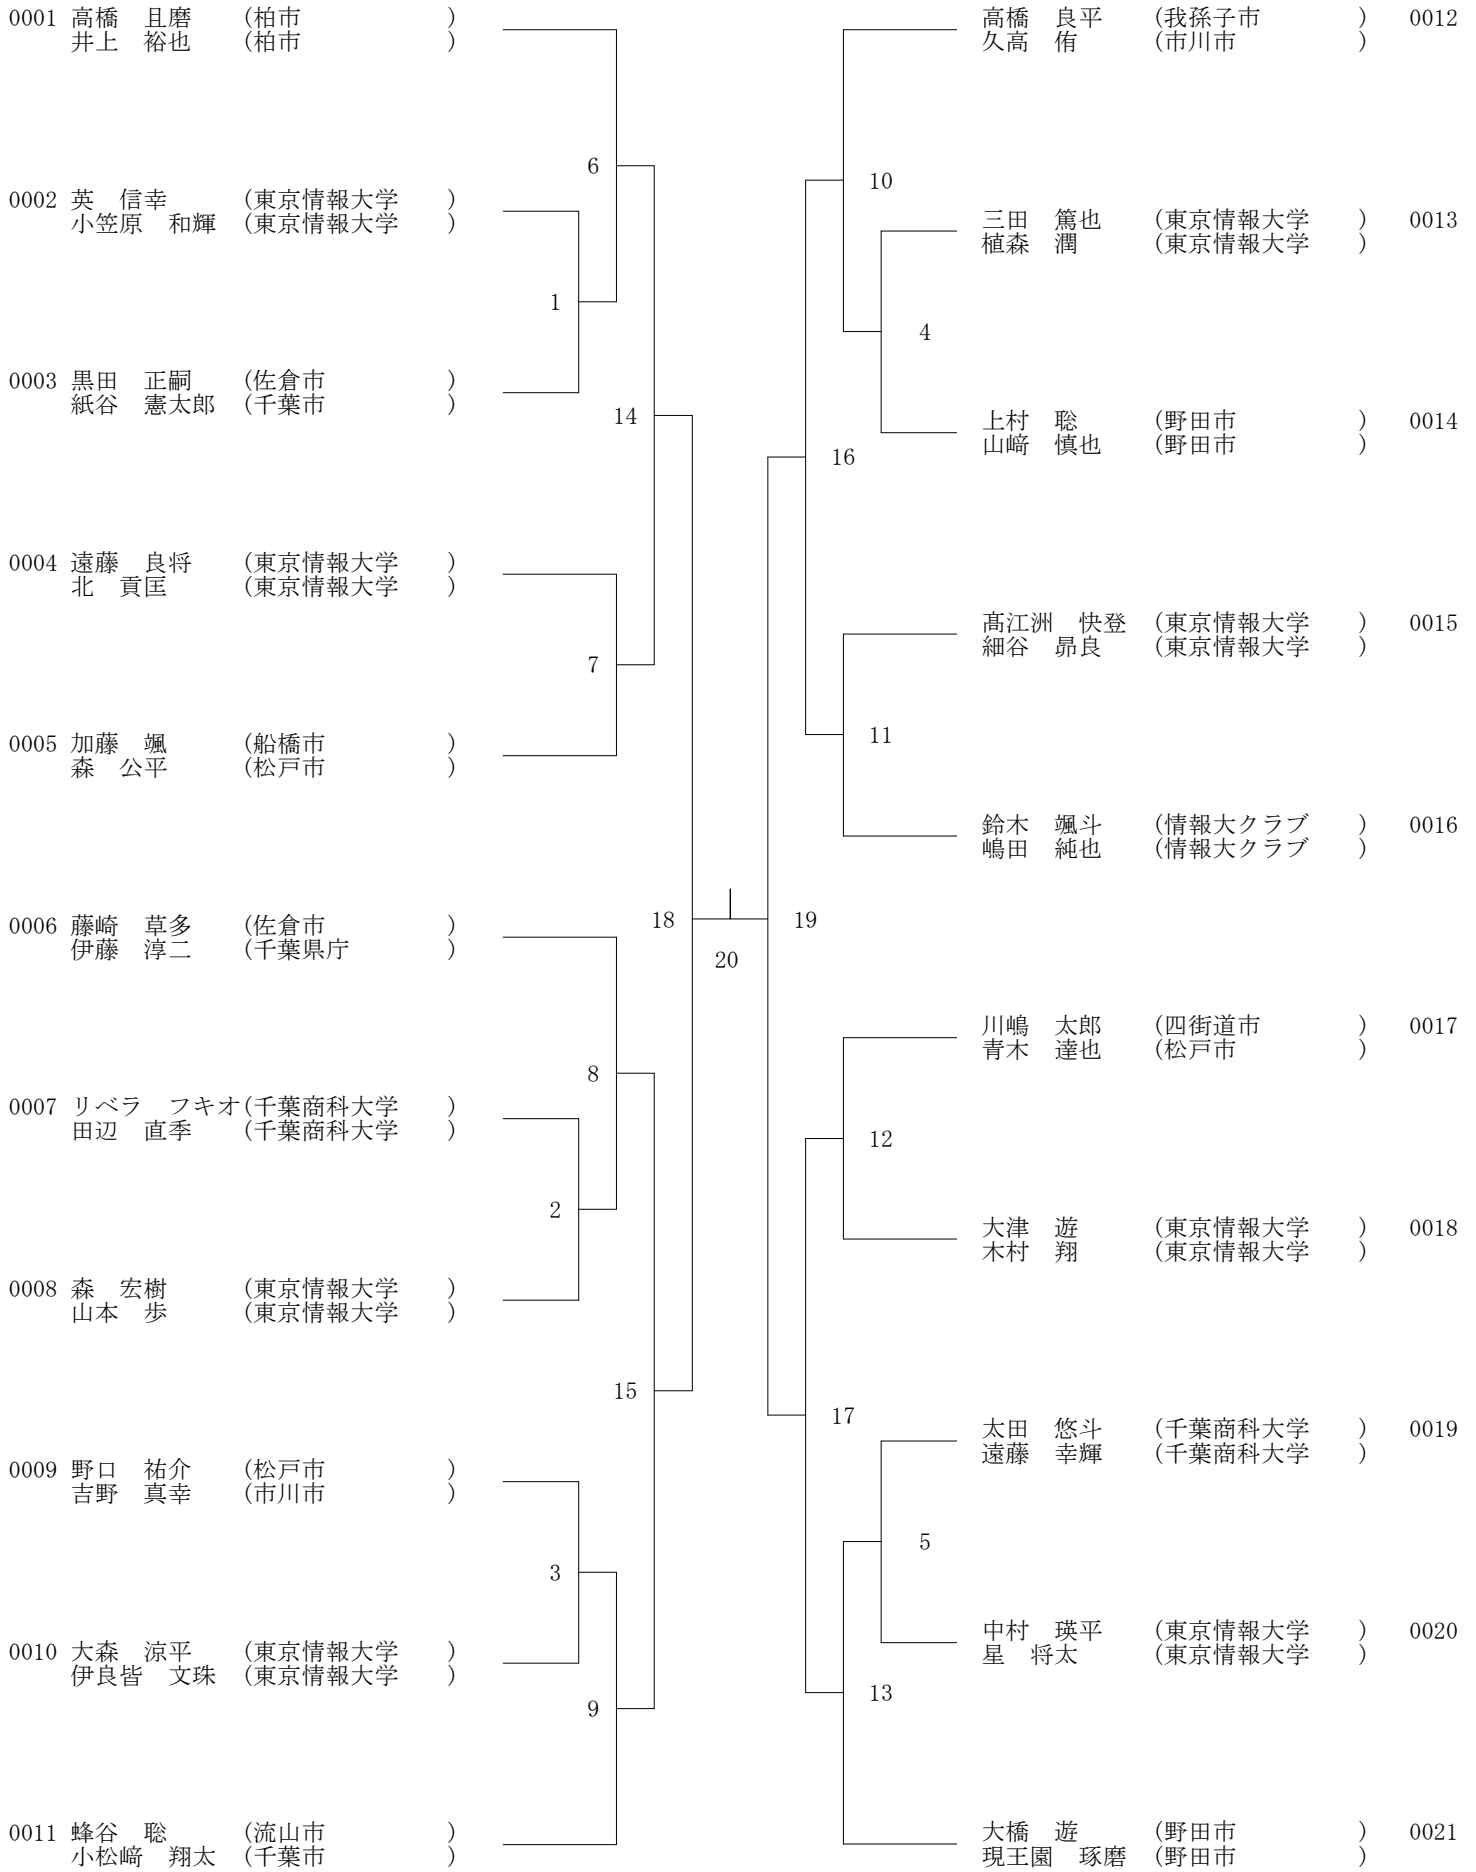 0001 高橋　且磨　　(柏市　　　　　　)
井上　裕也　　(柏市　　　　　　)
6
0002 英　信幸　　　(東京情報大学　　)
小笠原　和輝　(東京情報大学　　)
1
0003 黒田　正嗣　　(佐倉市　　　　　)
紙谷　憲太郎　(千葉市　　　　　)
14
0004 遠藤　良将　　(東京情報大学　　)
北　貢匡　　　(東京情報大学　　)
7
0005 加藤　颯　　　(船橋市　　　　　)
森　公平　　　(松戸市　　　　　)
18
0006 藤崎　草多　　(佐倉市　　　　　)
伊藤　淳二　　(千葉県庁　　　　)
8
0007 リベラ　フキオ(千葉商科大学　　)
田辺　直季　　(千葉商科大学　　)
2
0008 森　宏樹　　　(東京情報大学　　)
山本　歩　　　(東京情報大学　　)
15
0009 野口　祐介　　(松戸市　　　　　)
吉野　真幸　　(市川市　　　　　)
3
0010 大森　涼平　　(東京情報大学　　)
伊良皆　文珠　(東京情報大学　　)
9
0011 蜂谷　聡　　　(流山市　　　　　)
小松﨑　翔太　(千葉市　　　　　)
20
高橋　良平　　(我孫子市　　　　)　0012
久高　侑　　　(市川市　　　　　)
10
三田　篤也　　(東京情報大学　　)　0013
植森　潤　　　(東京情報大学　　)
4
上村　聡　　　(野田市　　　　　)　0014
山﨑　慎也　　(野田市　　　　　)
16
髙江洲　快登　(東京情報大学　　)　0015
細谷　昴良　　(東京情報大学　　)
11
鈴木　颯斗　　(情報大クラブ　　)　0016
嶋田　純也　　(情報大クラブ　　)
19
川嶋　太郎　　(四街道市　　　　)　0017
青木　達也　　(松戸市　　　　　)
12
大津　遊　　　(東京情報大学　　)　0018
木村　翔　　　(東京情報大学　　)
17
太田　悠斗　　(千葉商科大学　　)　0019
遠藤　幸輝　　(千葉商科大学　　)
5
中村　瑛平　　(東京情報大学　　)　0020
星　将太　　　(東京情報大学　　)
13
大橋　遊　　　(野田市　　　　　)　0021
現王園　琢磨　(野田市　　　　　)